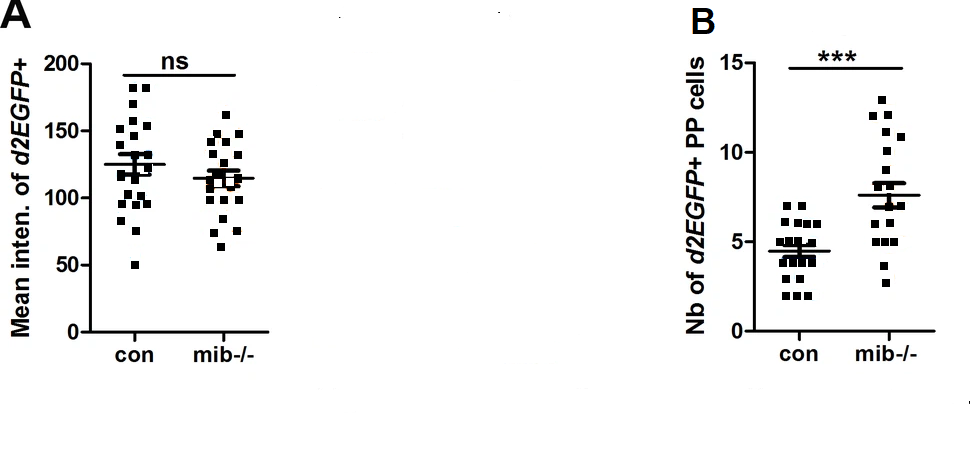 A
Mean inten. of d2EGFP+
200
150
100
50
0
ns
con mib-/-
B
Nb of d2EGFP+ PP cells
15
10
5
0
***
con mib-/-